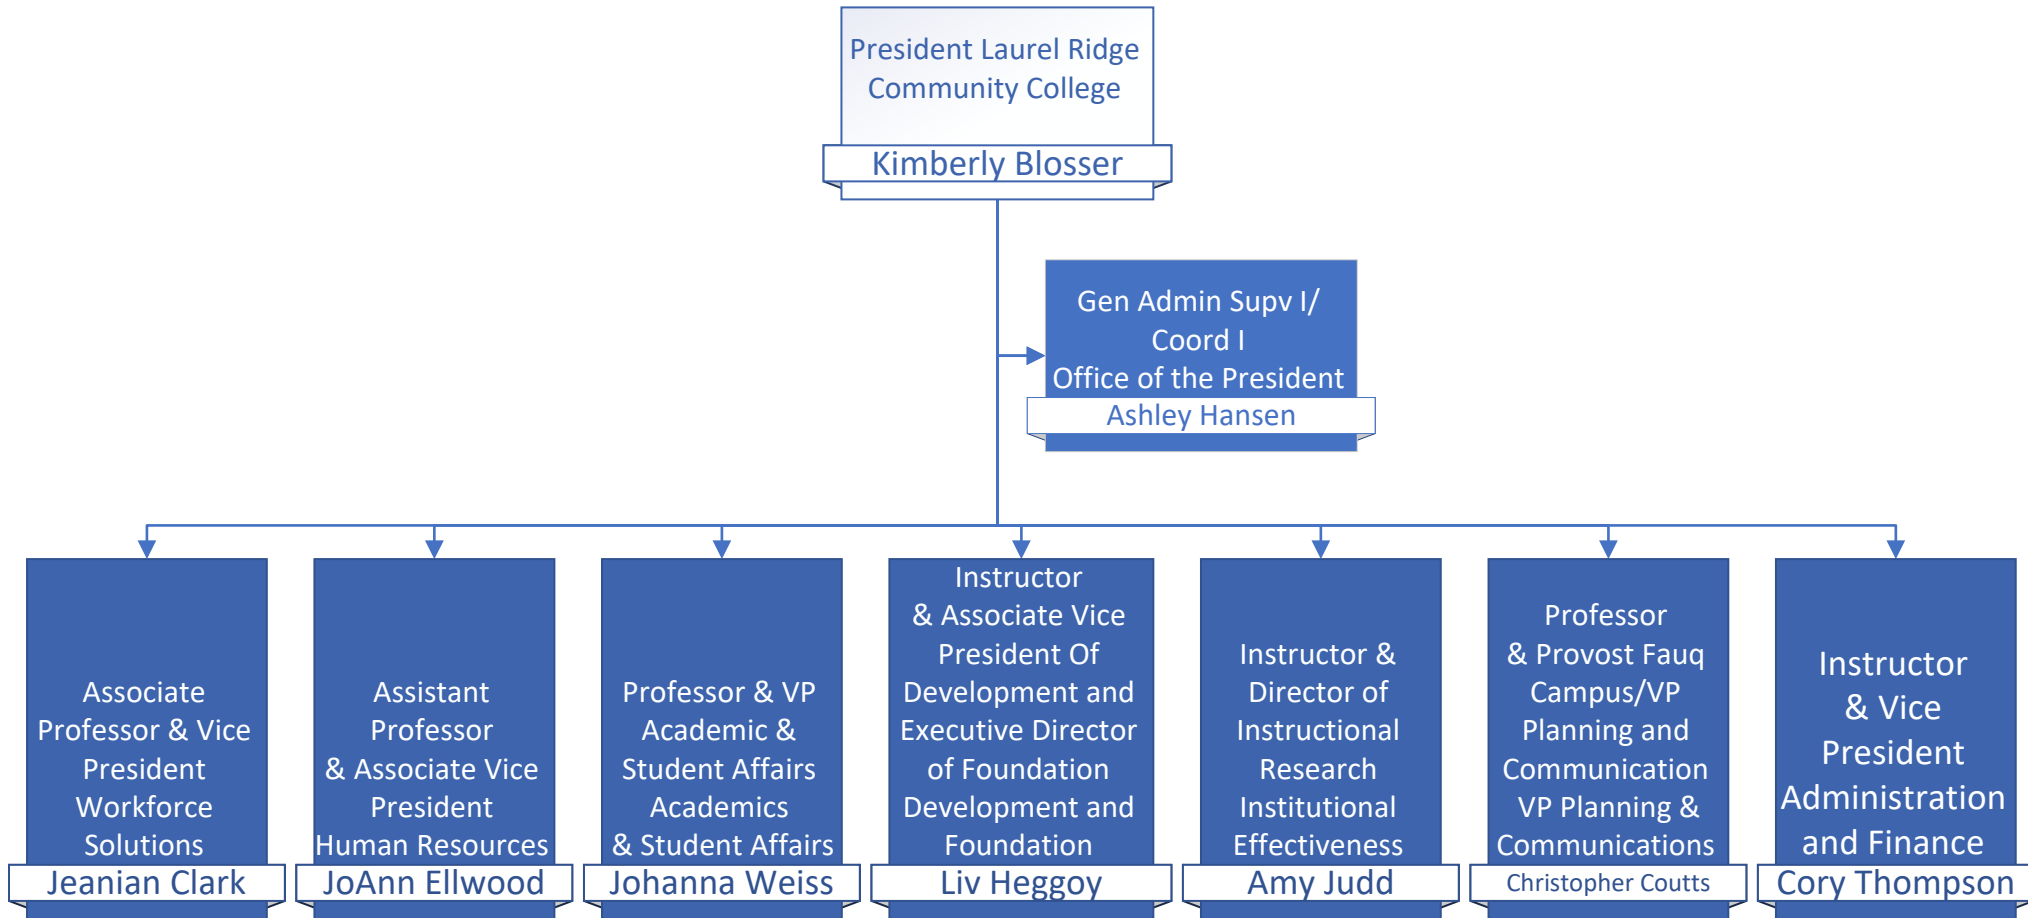 President Laurel Ridge
Community College
Kimberly Blosser
Gen Admin Supv I/
Coord I
Office of the President
Ashley Hansen
Associate
Professor & Vice
President
Workforce
Solutions
Jeanian Clark
Assistant
Professor
& Associate Vice
President
Human Resources
JoAnn Ellwood
Professor & VP
Academic &
Student Affairs
Academics
& Student Affairs
Johanna Weiss
Instructor
& Associate Vice
President Of
Development and
Executive Director
of Foundation
Development and
Foundation
Liv Heggoy
Instructor &
Director of
Instructional
Research
Institutional
Effectiveness
Amy Judd
Professor
& Provost Fauq
Campus/VP
Planning and
Communication
VP Planning &
Communications
Christopher Coutts
Instructor
& Vice
President
Administration
and Finance
Cory Thompson